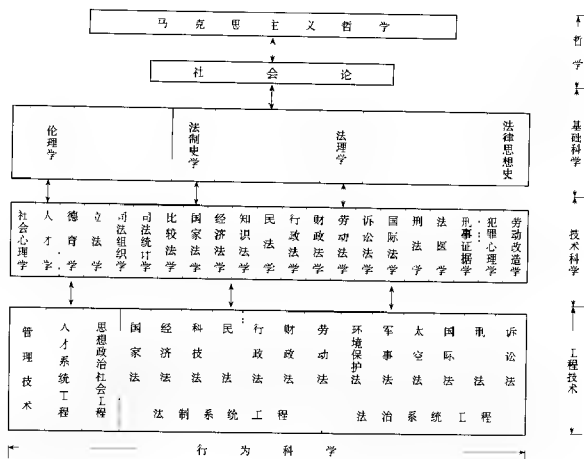 马克思主义哲学
社会论
伦理学
法制史学
法理学
法律思想史
社会心理学
人才学
德育学
立法学
司法组织学
司法统计学
比较法学
国家法学
经济法学
知识法学
民法学
行政法学
财政法学
劳动法学
诉讼法学
国际法学
刑法学
法医学
刑事证据学
犯罪心理学
劳动改造学
管理技术
人才系统工程
思想政治社会工程
国家法
经济法
科技法
民法
行政法
财政法
劳动法
环境保护法
军事法
太空法
国际法
刑法
诉讼法
法制系统工程
法治系统工程
行为科学
哲学
基础科学
技术科学
工程技术